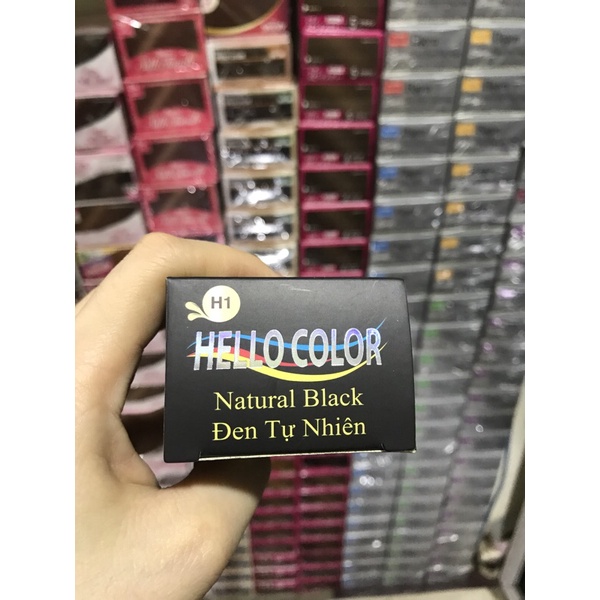 H1
HELLO COLOR
Natural Black
Đen Tự Nhiên